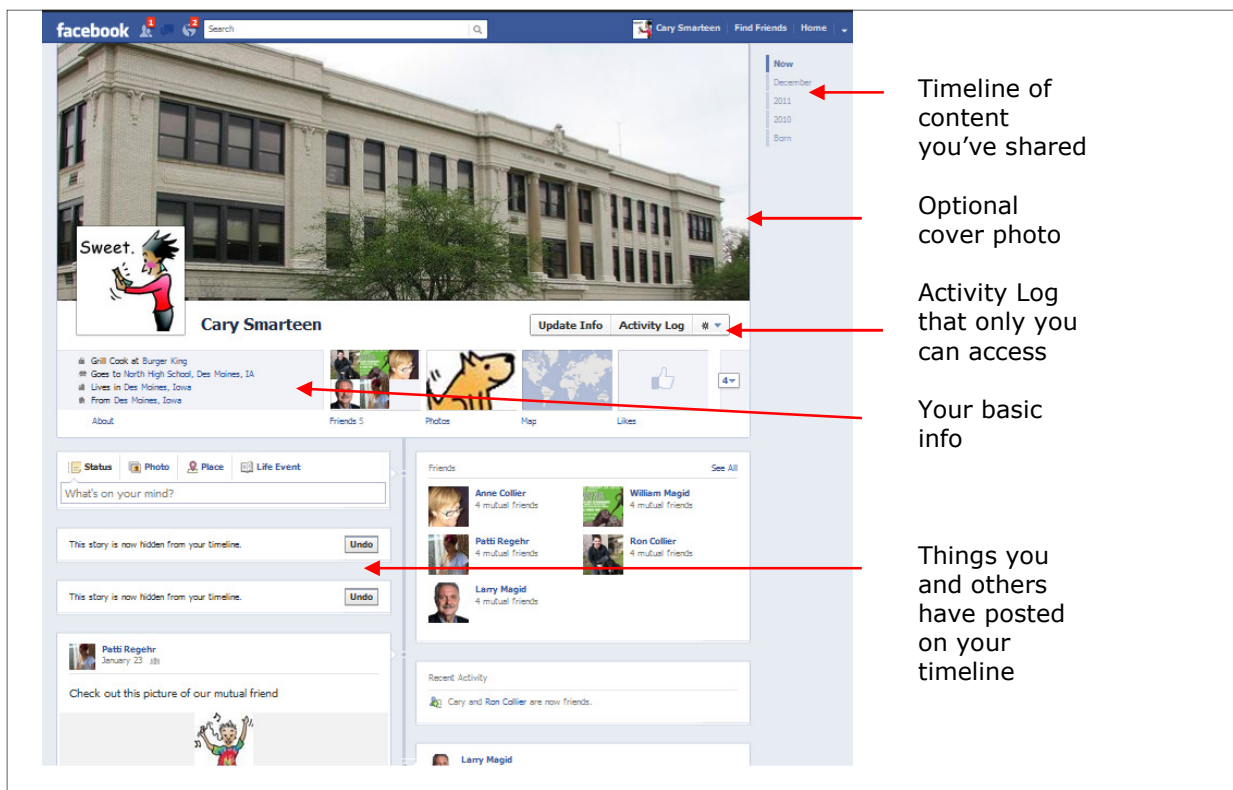 facebook 1 2 Search Cary Smarteen Find Friends Home
Now
December
2011
2010
Born
Sweet.
Cary Smarteen
Update Info Activity Log
Grill Cook at Burger King
Goes to North High School, Des Moines, IA
Lives in Des Moines, Iowa
From Des Moines, Iowa
4
About Friends 5 Photos Map Likes
Status Photo Place Life Event
What's on your mind?
This story is now hidden from your timeline. Undo
This story is now hidden from your timeline. Undo
Patti Regehr
January 23
Check out this picture of our mutual friend
Friends See All
Anne Collier
4 mutual friends
William Magid
4 mutual friends
Patti Regehr
4 mutual friends
Ron Collier
4 mutual friends
Larry Magid
4 mutual friends
Recent Activity
Cary and Ron Collier are now friends.
Larry Magid
Timeline of
content
you’ve shared
Optional
cover photo
Activity Log
that only you
can access
Your basic
info
Things you
and others
have posted
on your
timeline